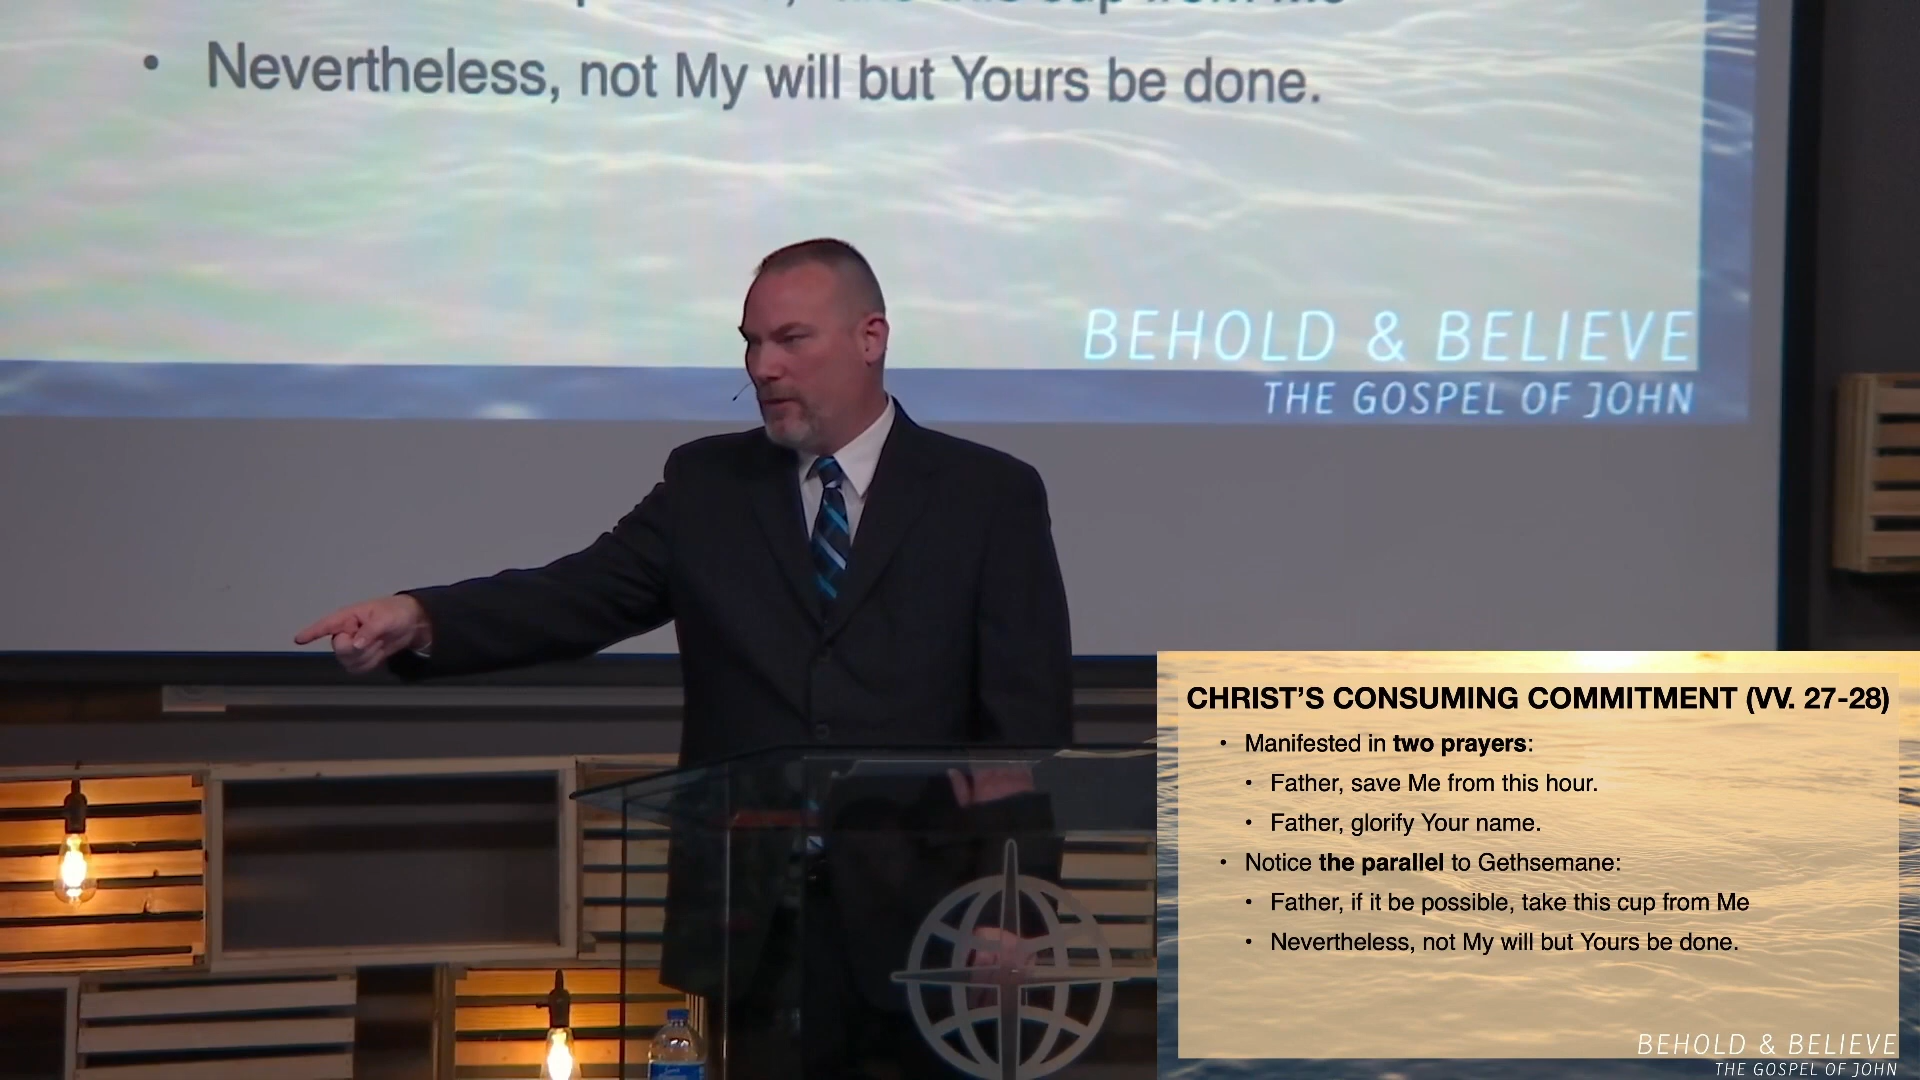 cup from Me
• Nevertheless, not My will but Yours be done.
BEHOLD & BELIEVE
THE GOSPEL OF JOHN
CHRIST’S CONSUMING COMMITMENT (VV. 27-28)
• Manifested in two prayers:
• Father, save Me from this hour.
• Father, glorify Your name.
• Notice the parallel to Gethsemane:
• Father, if it be possible, take this cup from Me
• Nevertheless, not My will but Yours be done.
BEHOLD & BELIEVE
THE GOSPEL OF JOHN